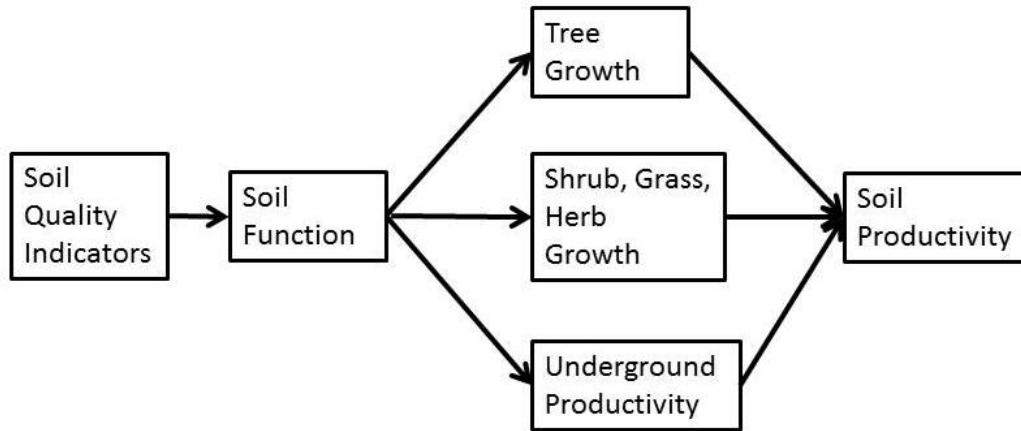 Soil
Quality
Indicators
Soil
Function
Tree
Growth
Shrub, Grass,
Herb
Growth
Underground
Productivity
Soil
Productivity